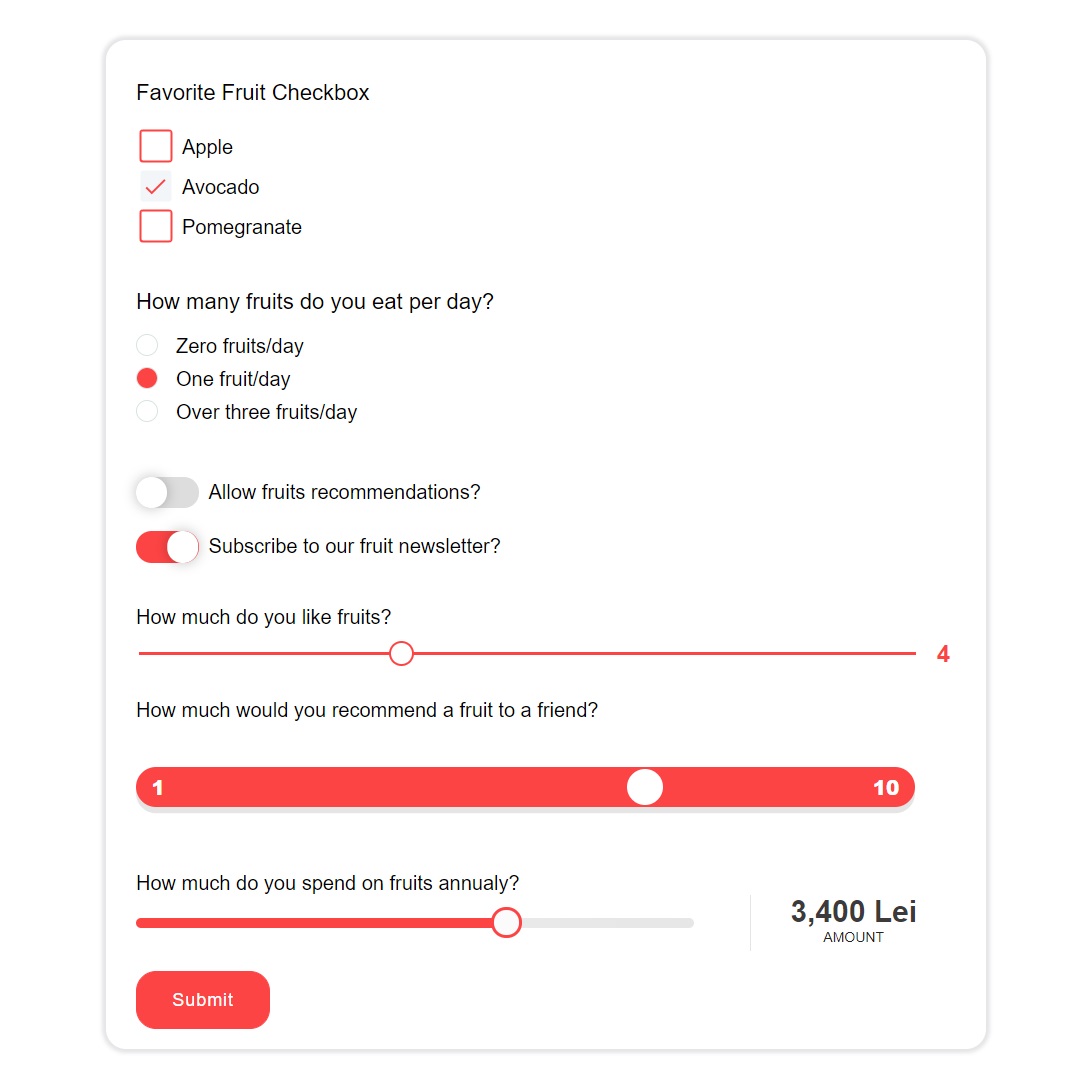 Favorite Fruit Checkbox
Apple
Avocado
Pomegranate
How many fruits do you eat per day?
Zero fruits/day
One fruit/day
Over three fruits/day
Allow fruits recommendations?
Subscribe to our fruit newsletter?
How much do you like fruits?
4
How much would you recommend a fruit to a friend?
1 10
How much do you spend on fruits annualy?
3,400 Lei
AMOUNT
Submit